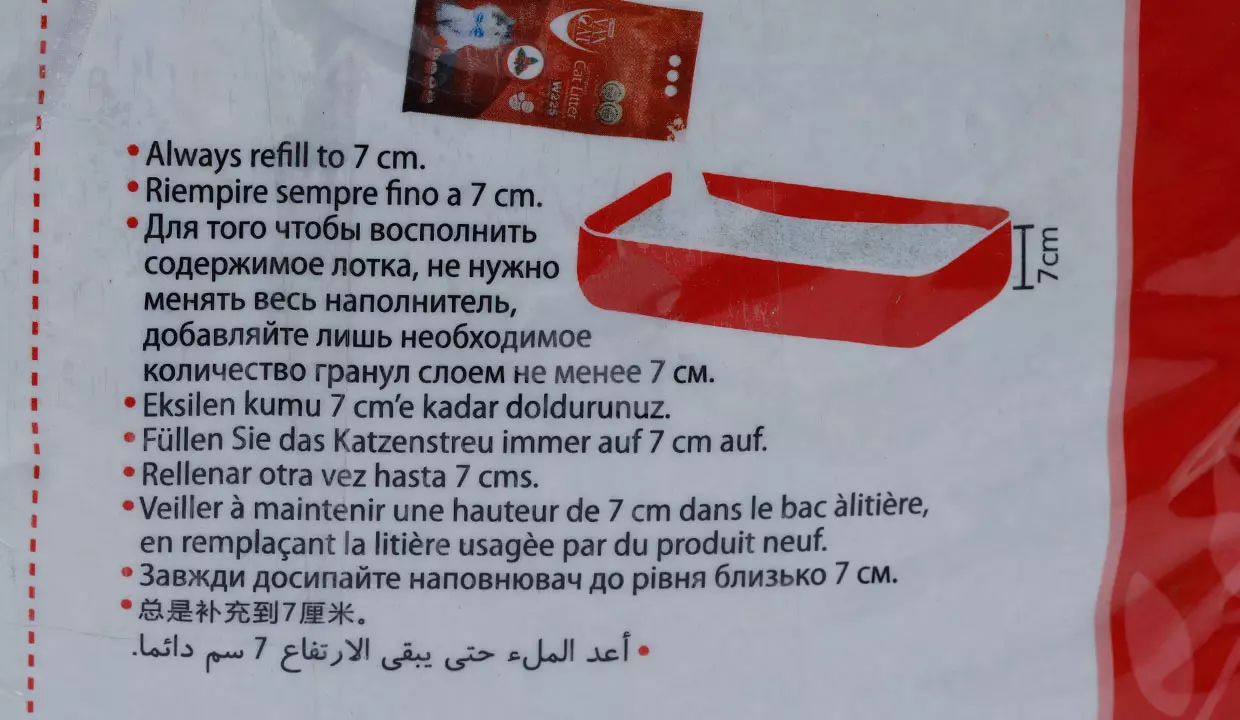 VAN
CAT
Cat Litter
W225
• Always refill to 7 cm.
• Riempire sempre fino a 7 cm.
• Для того чтобы восполнить
содержимое лотка, не нужно
менять весь наполнитель,
добавляйте лишь необходимое
количество гранул слоем не менее 7 см.
• Eksilen kumu 7 cm'e kadar doldurunuz.
• Füllen Sie das Katzenstreu immer auf 7 cm auf.
• Rellenar otra vez hasta 7 cms.
• Veiller à maintenir une hauteur de 7 cm dans le bac àlitière,
en remplaçant la litière usagèe par du produit neuf.
• Завжди досипайте наповнювач до рівня близько 7 см.
• 总是补充到7厘米。
• أعد الملء حتى يبقى الارتفاع 7 سم دائما.
7cm